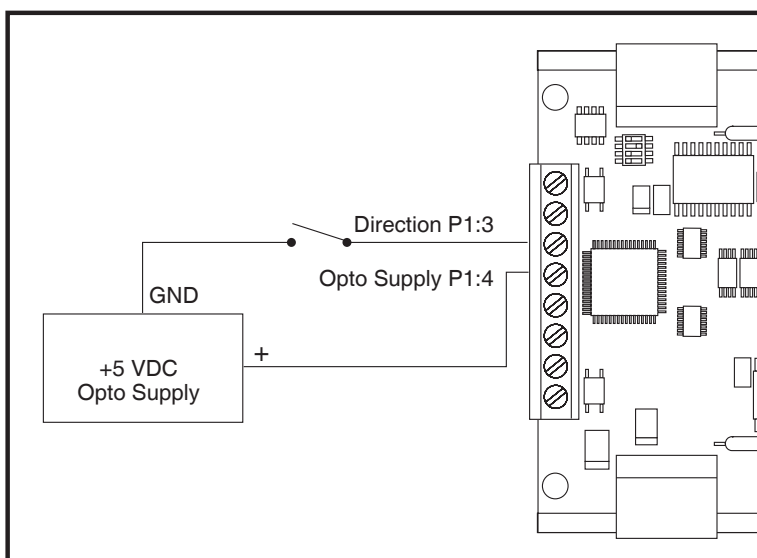 Direction P1:3
Opto Supply P1:4
GND
+
+5 VDC
Opto Supply